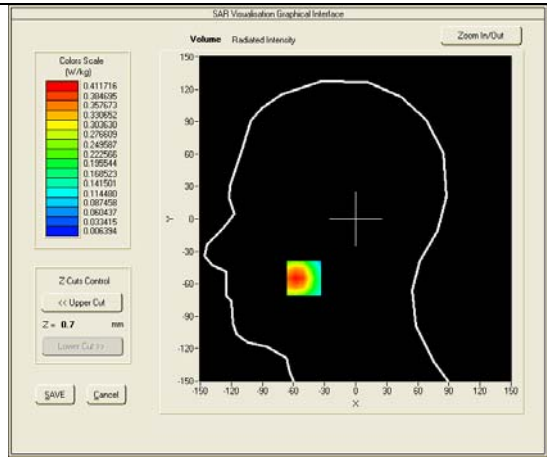 SAR Visualisation Graphical Interface
Volume Radiated Intensity
Zoom In/Out
Colors Scale
(W/kg)
0.411716
0.384695
0.357673
0.330652
0.303630
0.276609
0.249587
0.222566
0.195544
0.168523
0.141501
0.114480
0.087458
0.060437
0.033415
0.006394
Z Cuts Control
<< Upper Cut
Z = 0.7 mm
Lower Cut >>
SAVE Cancel
150
120
90
60
30
0
-30
-60
-90
-120
-150
Y
-150 -120 -90 -60 -30 0 30 60 90 120 150
X